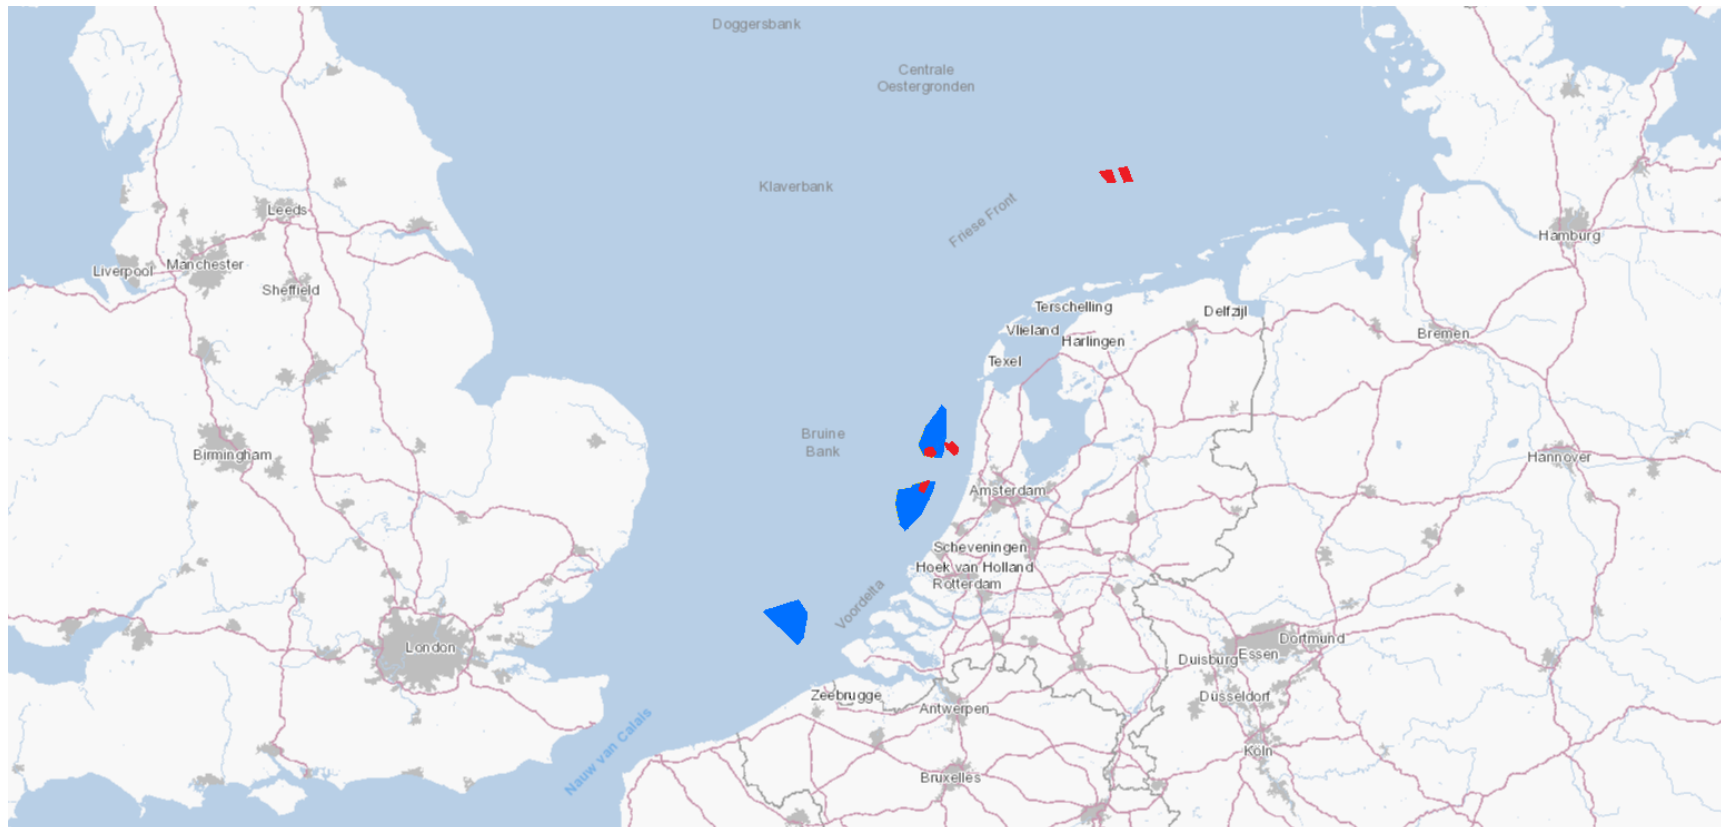 Doggersbank
Centrale
Oestergronden
Klaverbank
Friese Front
Leeds
Hamburg
Manchester
Liverpool
Sheffield
Terschelling
Delfzijl
Vlieland
Harlingen
Bremen
Texel
Bruine
Bank
Birmingham
Hannover
Amsterdam
Scheveningen
Hoek van Holland
Rotterdam
Voordelta
London
Dortmund
Essen
Duisburg
Düsseldorf
Zeebrugge
Antwerpen
Nauw van Calais
Köln
Bruxelles